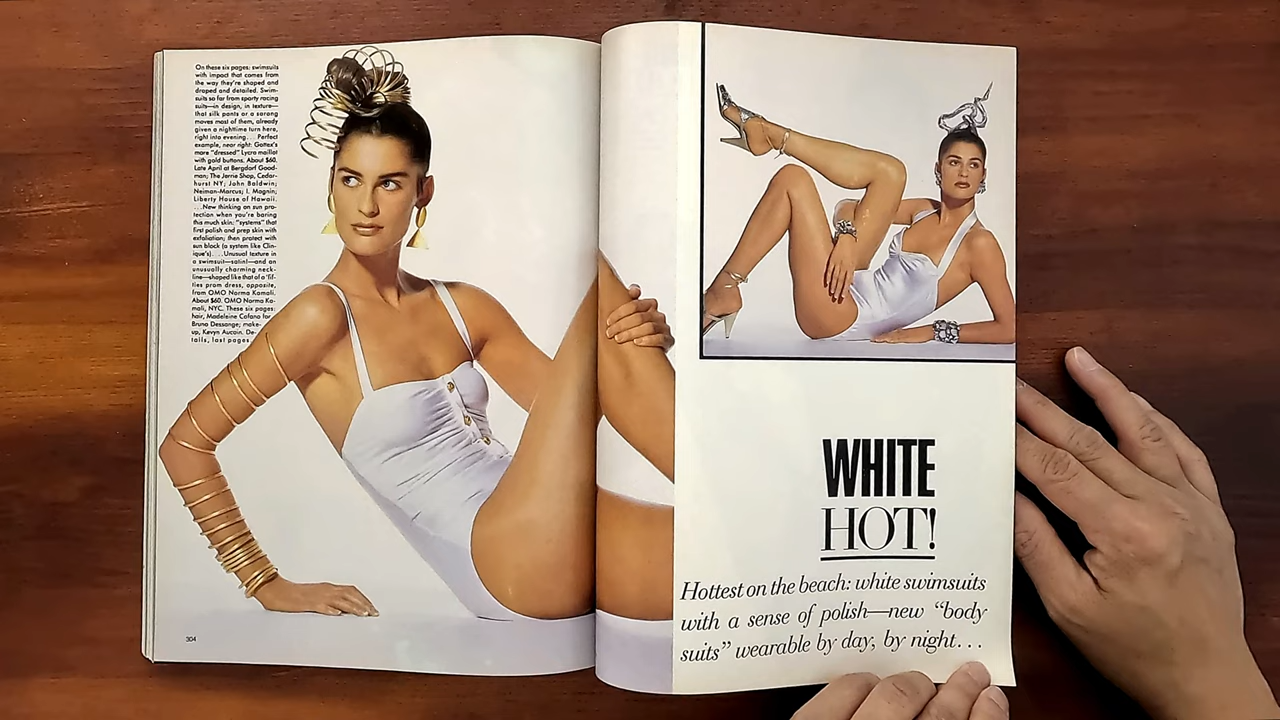 On these six pages: swimsuits
with impact that comes from
the way they're shaped and
draped and detailed. Swim-
suits so far from sporty racing
suits—in design, in texture—
that silk pants or a sarong
moves most of them, already
given a nighttime turn here,
right into evening... Perfect
example, near right: Gottex's
more "dressed" Lycra maillot
with gold buttons. About $60.
Late April at Bergdorf Good-
man; The Jerrie Shop, Cedar-
hurst NY; John Baldwin;
Neiman-Marcus; I. Magnin;
Liberty House of Hawaii.
...New thinking on sun pro-
tection when you're baring
this much skin: "systems" that
first polish and prep skin with
exfoliation; then protect with
sun block (a system like Clin-
ique's)... Unusual texture in
a swimsuit—satin!—and an
unusually charming neck-
line—shaped like that of a 'fif-
ties prom dress, opposite,
from OMO Norma Kamali.
About $60. OMO Norma Ka-
mali, NYC. These six pages:
hair, Madeleine Cofano for
Bruno Dessange; make-
up, Kevyn Aucoin. De-
tails, last pages.
304
WHITE
HOT!
Hottest on the beach: white swimsuits
with a sense of polish—new "body
suits" wearable by day, by night...